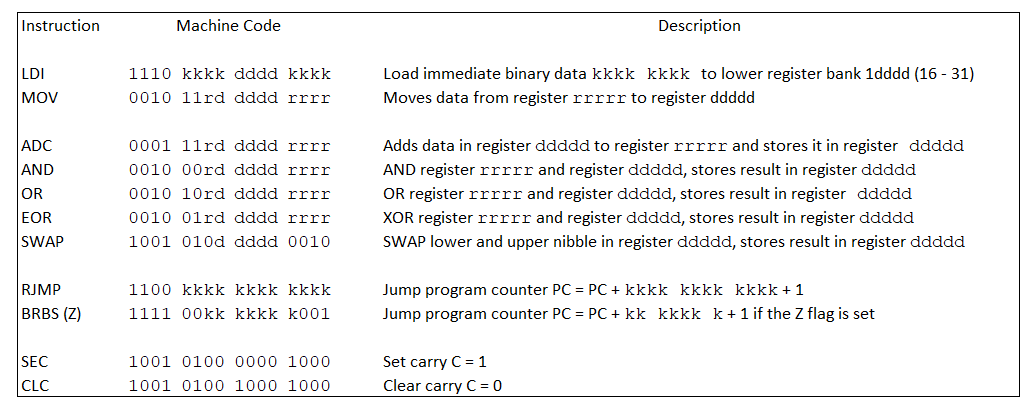 Instruction Machine Code Description
LDI 1110 kkkk dddd kkkk Load immediate binary data kkkk kkkk to lower register bank 1dddd (16 - 31)
MOV 0010 11rd dddd rrrr Moves data from register rrrrr to register ddddd
ADC 0001 11rd dddd rrrr Adds data in register ddddd to register rrrrr and stores it in register ddddd
AND 0010 00rd dddd rrrr AND register rrrrr and register ddddd, stores result in register ddddd
OR 0010 10rd dddd rrrr OR register rrrrr and register ddddd, stores result in register ddddd
EOR 0010 01rd dddd rrrr XOR register rrrrr and register ddddd, stores result in register ddddd
SWAP 1001 010d dddd 0010 SWAP lower and upper nibble in register ddddd, stores result in register ddddd
RJMP 1100 kkkk kkkk kkkk Jump program counter PC = PC + kkkk kkkk kkkk + 1
BRBS (Z) 1111 00kk kkkk k001 Jump program counter PC = PC + kk kkkk k + 1 if the Z flag is set
SEC 1001 0100 0000 1000 Set carry C = 1
CLC 1001 0100 1000 1000 Clear carry C = 0